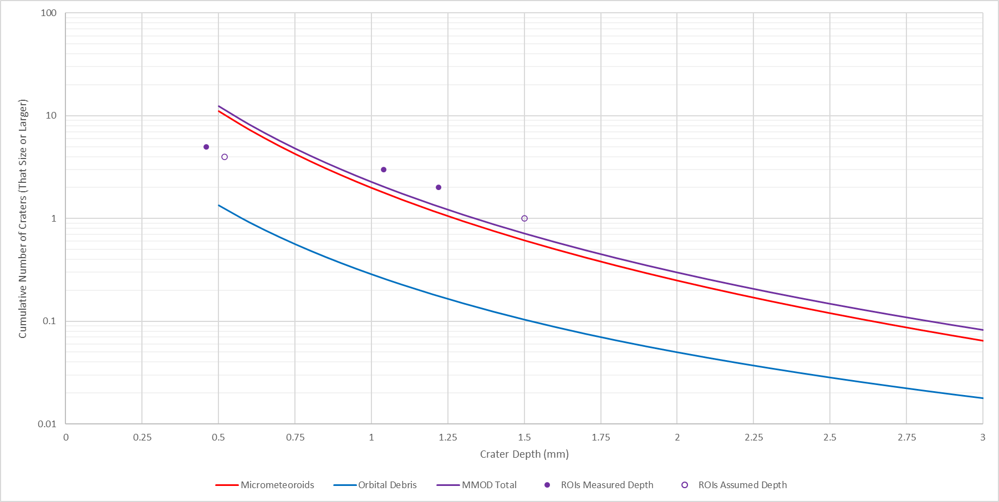 100
10
1
0.1
0.01
Cumulative Number of Craters (That Size or Larger)
0 0.25 0.5 0.75 1 1.25 1.5 1.75 2 2.25 2.5 2.75 3
Crater Depth (mm)
Micrometeoroids Orbital Debris MMOD Total ROIs Measured Depth ROIs Assumed Depth